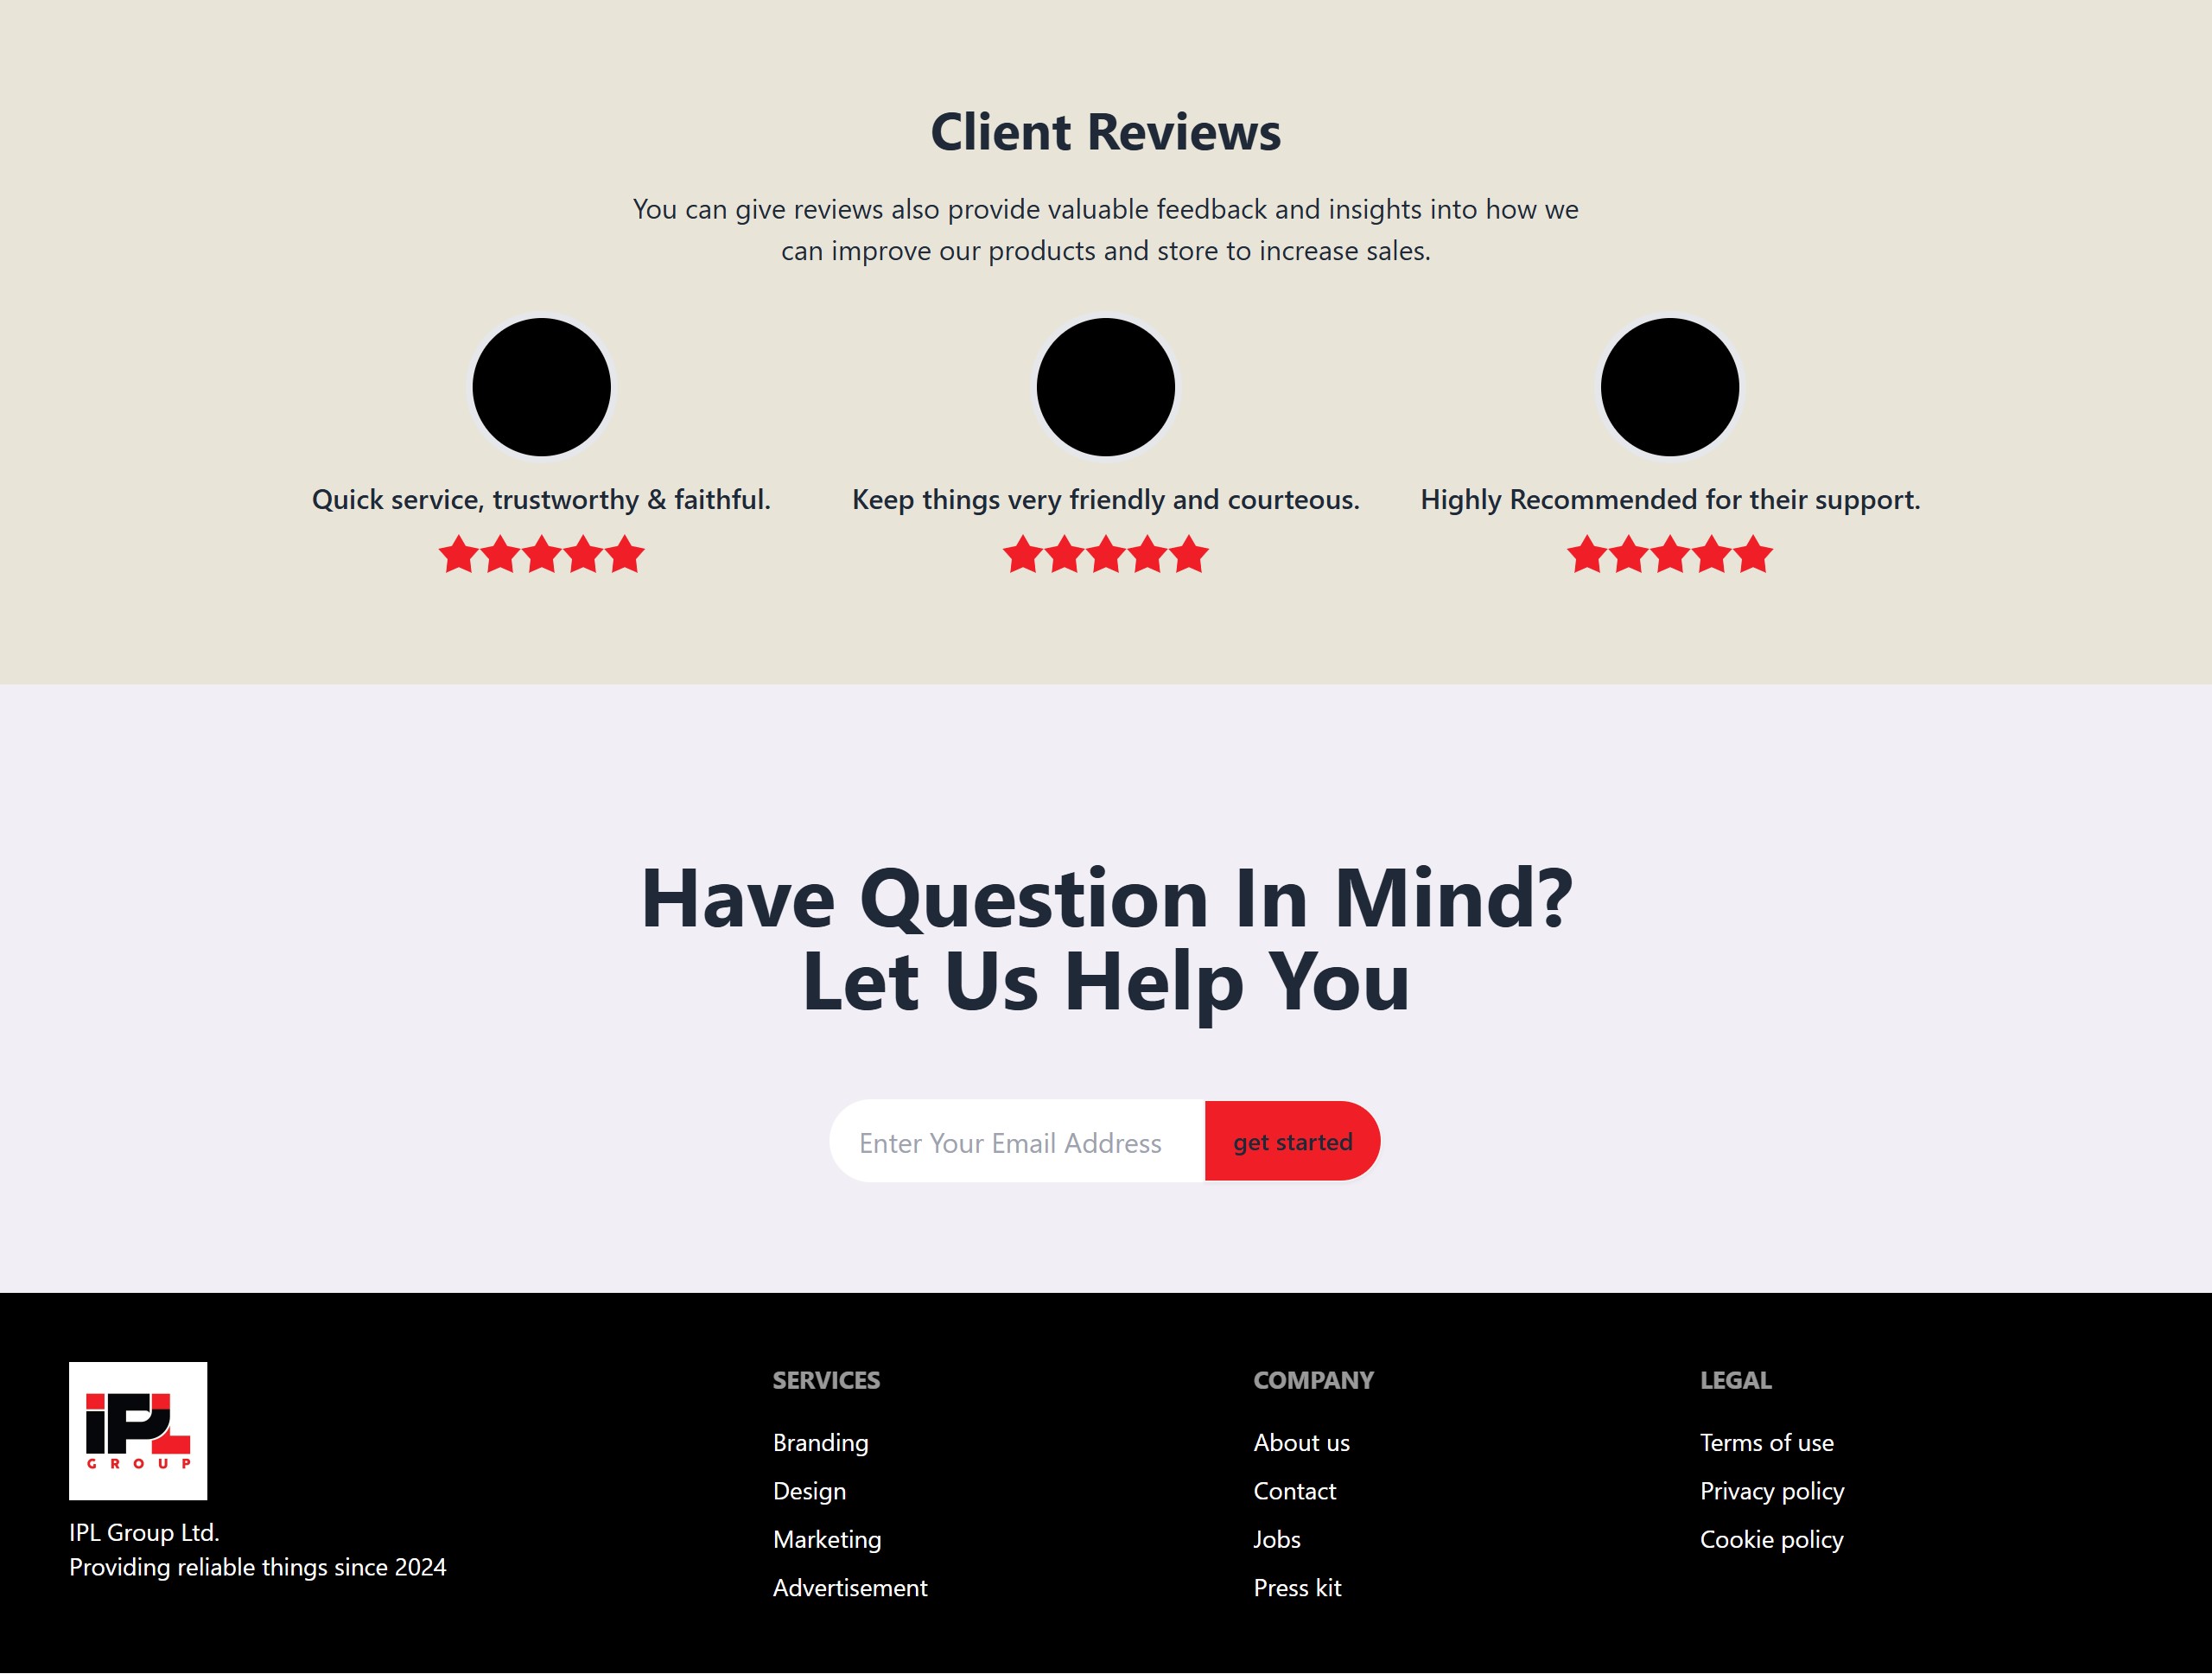 Client Reviews
You can give reviews also provide valuable feedback and insights into how we
can improve our products and store to increase sales.
Quick service, trustworthy & faithful.
Keep things very friendly and courteous.
Highly Recommended for their support.
Have Question In Mind?
Let Us Help You
Enter Your Email Address
get started
iPL
GROUP
IPL Group Ltd.
Providing reliable things since 2024
SERVICES
Branding
Design
Marketing
Advertisement
COMPANY
About us
Contact
Jobs
Press kit
LEGAL
Terms of use
Privacy policy
Cookie policy